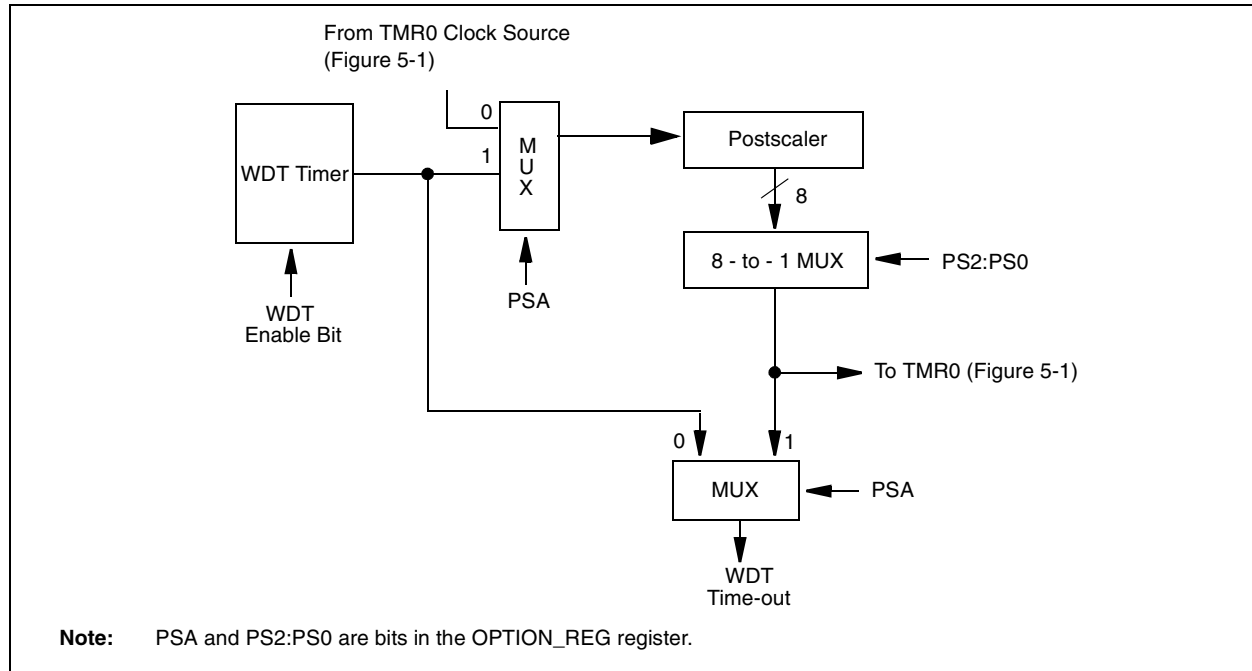 From TMR0 Clock Source
(Figure 5-1)
0
1
M
U
X
WDT Timer
Postscaler
8
8 - to - 1 MUX
PS2:PS0
WDT
Enable Bit
PSA
To TMR0 (Figure 5-1)
0
1
MUX
PSA
WDT
Time-out
Note: PSA and PS2:PS0 are bits in the OPTION_REG register.